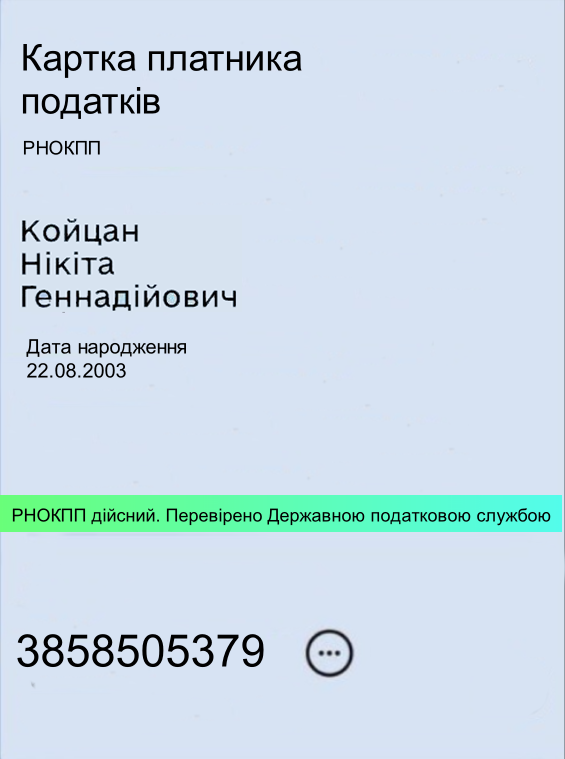 Картка платника
податків
РНОКПП
Койцан
Нікіта
Геннадійович
Дата народження
22.08.2003
РНОКПП дійсний. Перевірено Державною податковою службою
3858505379